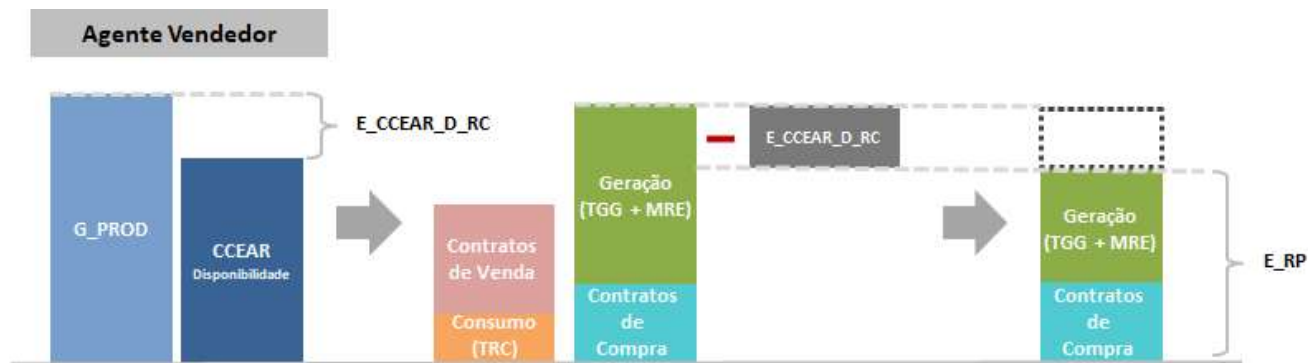 Agente Vendedor
E_CCEAR_D_RC
G_PROD
CCEAR
Disponibilidade
Contratos
de Venda
Consumo
(TRC)
Geração
(TGG + MRE)
Contratos
de
Compra
E_CCEAR_D_RC
Geração
(TGG + MRE)
Contratos
de
Compra
E_RP